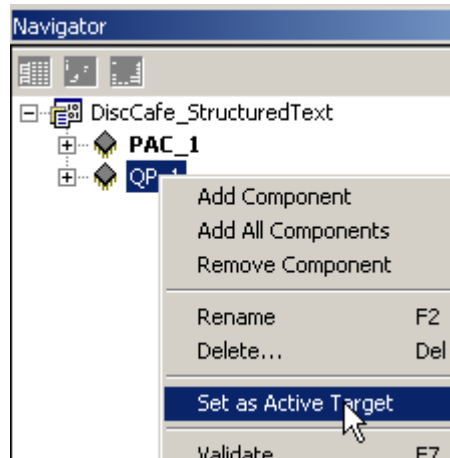 Navigator
DiscCafe_StructuredText
PAC_1
QP_1
Add Component
Add All Components
Remove Component
Rename F2
Delete... Del
Set as Active Target
Validate F7